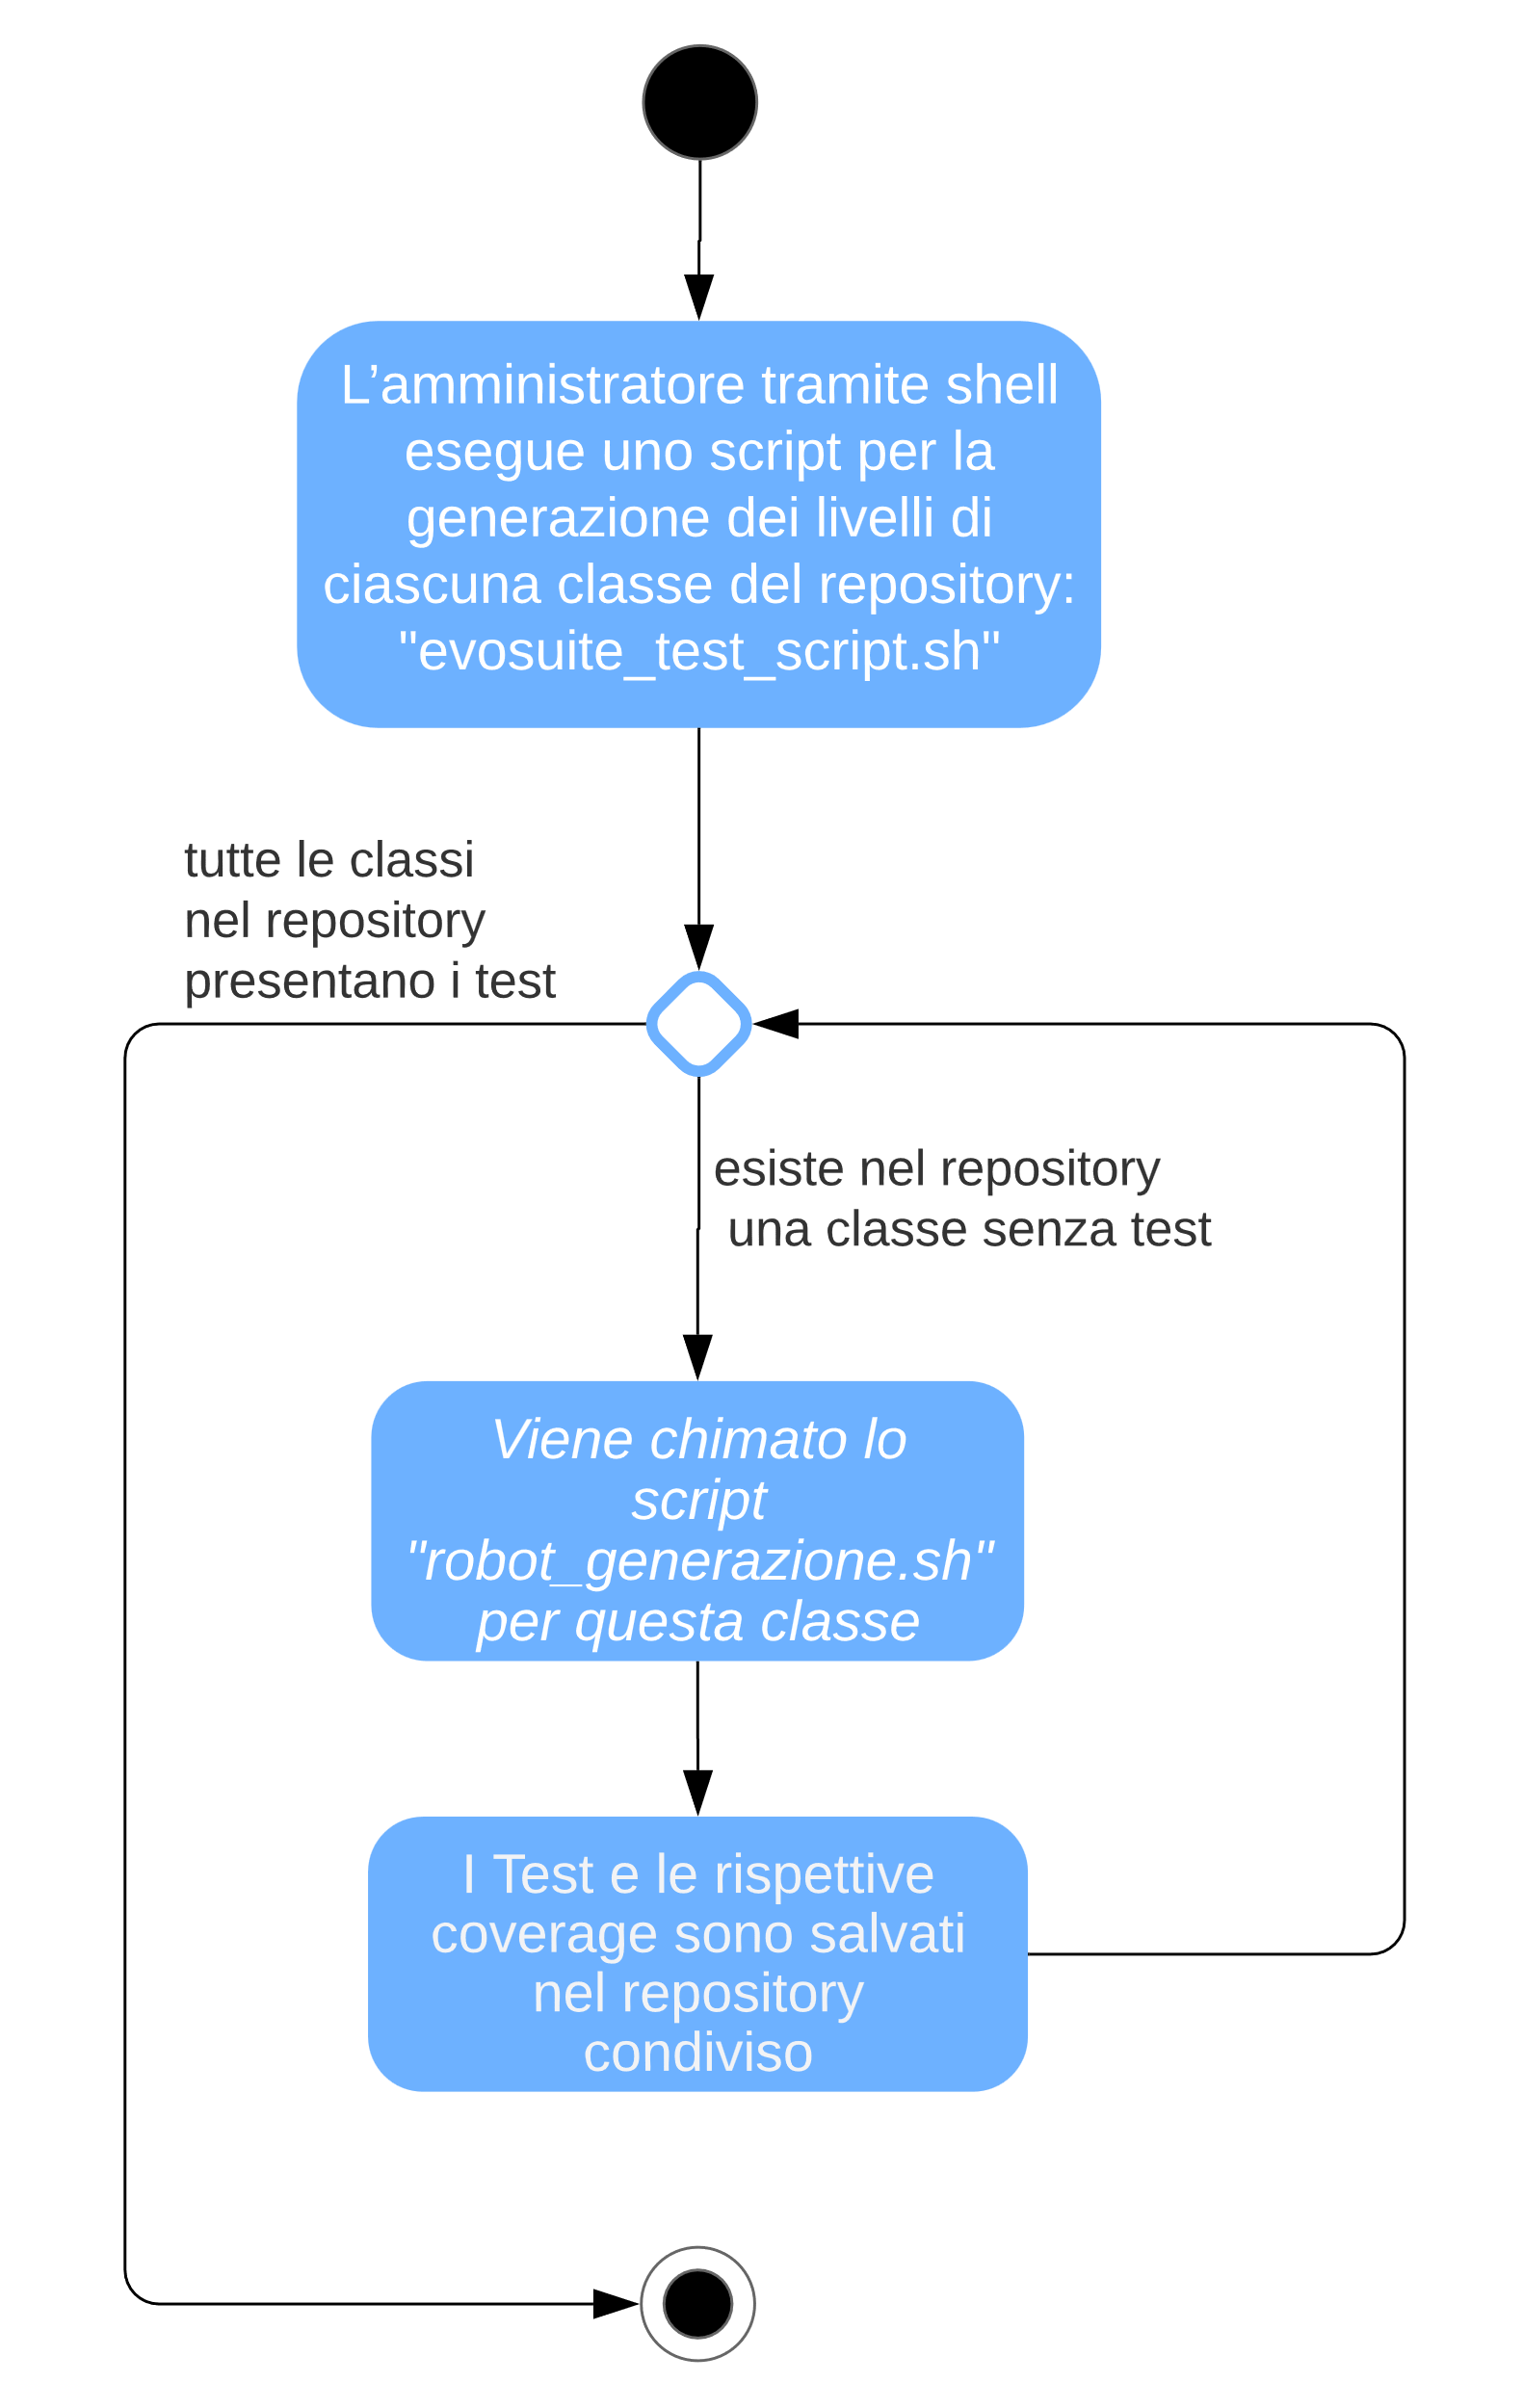 L’amministratore tramite shell
esegue uno script per la
generazione dei livelli di
ciascuna classe del repository:
"evosuite_test_script.sh"
tutte le classi
nel repository
presentano i test
esiste nel repository
una classe senza test
Viene chimato lo
script
"robot_generazione.sh"
per questa classe
I Test e le rispettive
coverage sono salvati
nel repository
condiviso